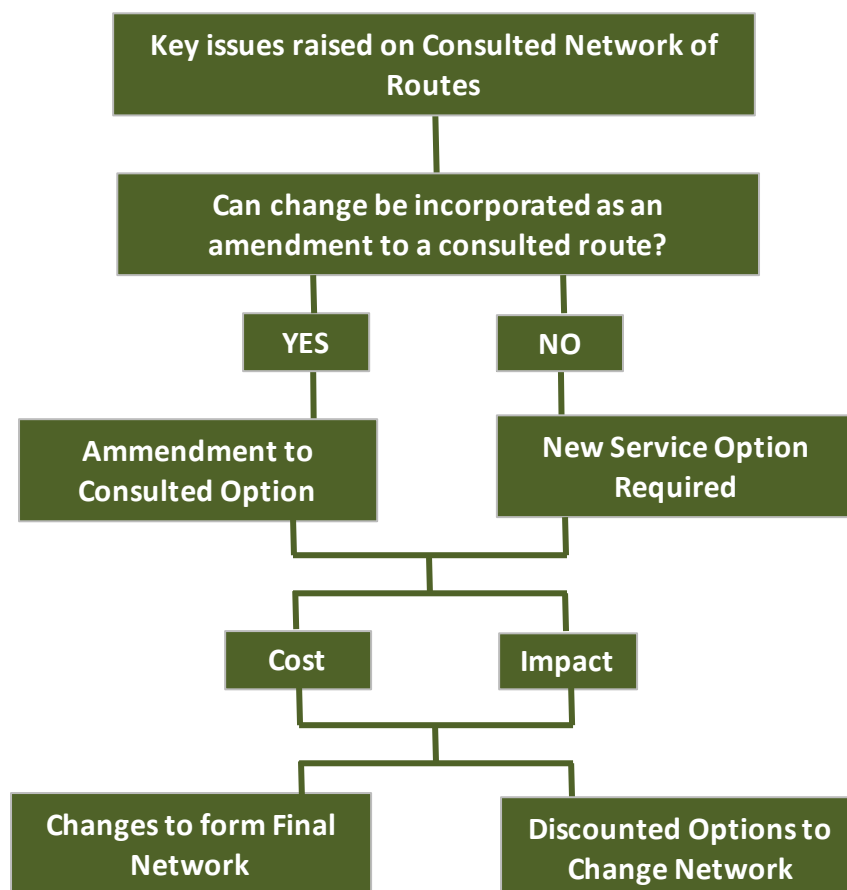 Key issues raised on Consulted Network of
Routes
Can change be incorporated as an
amendment to a consulted route?
YES
NO
Ammendment to
Consulted Option
New Service Option
Required
Cost
Impact
Changes to form Final
Network
Discounted Options to
Change Network